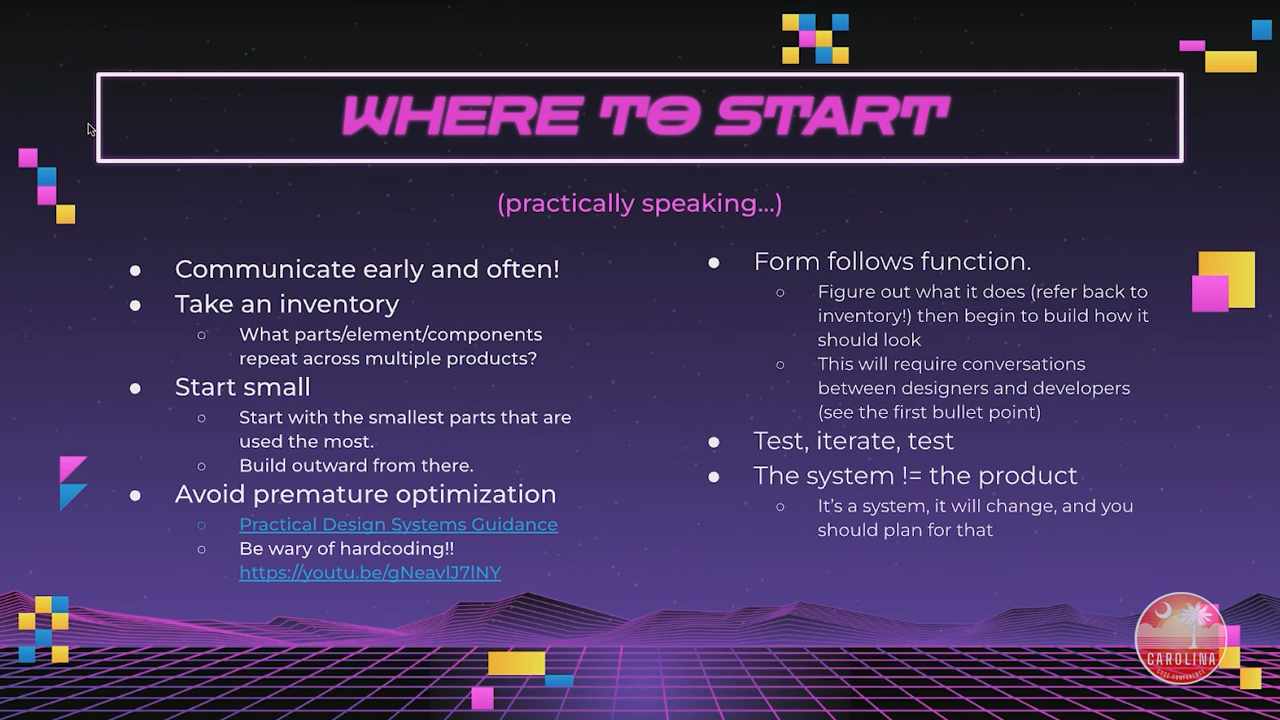 WHERE TO START
(practically speaking...)
● Communicate early and often!
● Take an inventory
○ What parts/element/components
repeat across multiple products?
● Start small
○ Start with the smallest parts that are
used the most.
○ Build outward from there.
● Avoid premature optimization
○ Practical Design Systems Guidance
○ Be wary of hardcoding!!
https://youtu.be/gNeavlJ7lNY
● Form follows function.
○ Figure out what it does (refer back to
inventory!) then begin to build how it
should look
○ This will require conversations
between designers and developers
(see the first bullet point)
● Test, iterate, test
● The system != the product
○ It's a system, it will change, and you
should plan for that
CAROLINA
CODE CONFERENCE